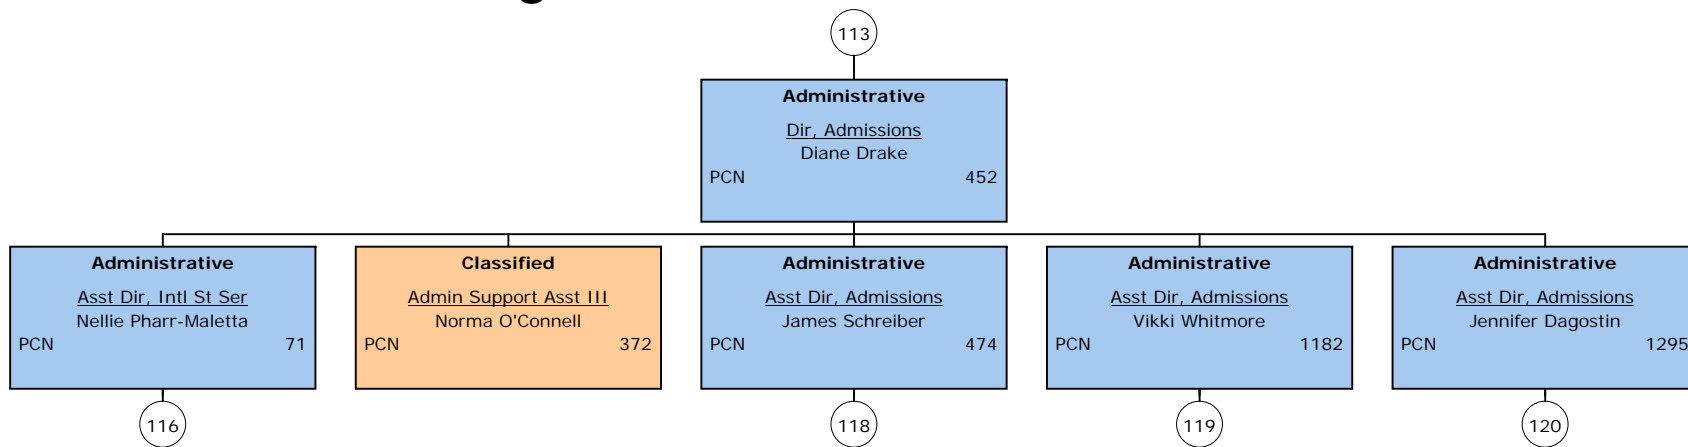 113
Administrative
Dir, Admissions
Diane Drake
PCN 452
Administrative
Asst Dir, Intl St Ser
Nellie Pharr-Maletta
PCN 71
116
Classified
Admin Support Asst III
Norma O'Connell
PCN 372
Administrative
Asst Dir, Admissions
James Schreiber
PCN 474
118
Administrative
Asst Dir, Admissions
Vikki Whitmore
PCN 1182
119
Administrative
Asst Dir, Admissions
Jennifer Dagostin
PCN 1295
120